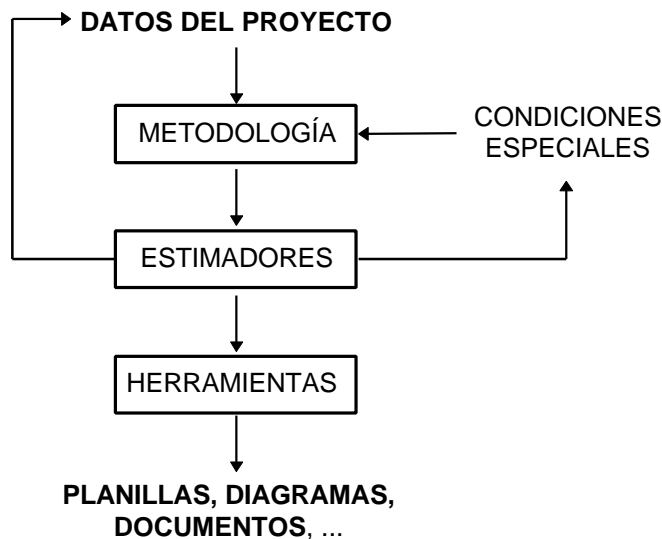 DATOS DEL PROYECTO
METODOLOGÍA
CONDICIONES
ESPECIALES
ESTIMADORES
HERRAMIENTAS
PLANILLAS, DIAGRAMAS,
DOCUMENTOS, ...